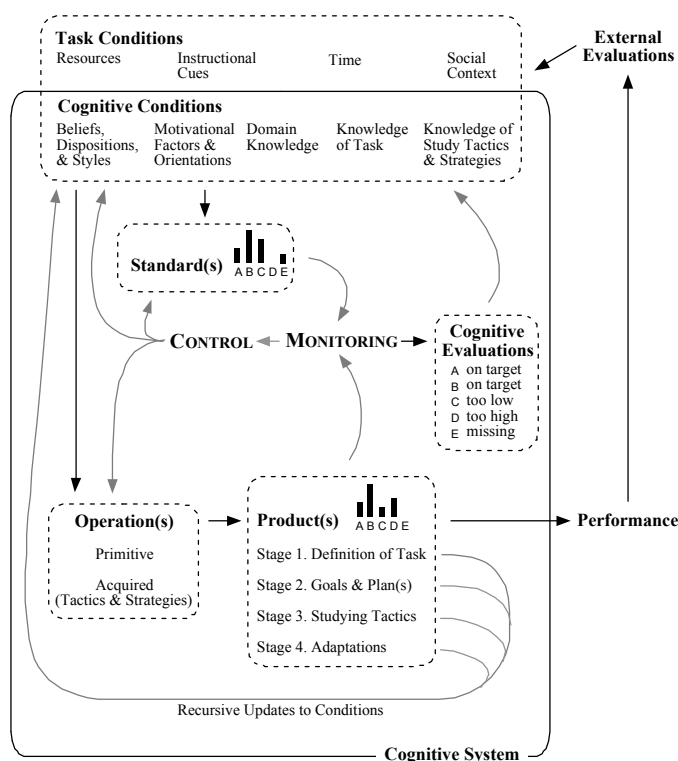 Task Conditions
Resources
Instructional
Cues
Time
Social
Context
External
Evaluations
Cognitive Conditions
Beliefs,
Dispositions,
& Styles
Motivational
Factors &
Orientations
Domain
Knowledge
Knowledge
of Task
Knowledge of
Study Tactics
& Strategies
Standard(s)
A B C D E
CONTROL
MONITORING
Cognitive
Evaluations
A on target
B on target
C too low
D too high
E missing
Operation(s)
Primitive
Acquired
(Tactics & Strategies)
Product(s)
A B C D E
Stage 1. Definition of Task
Stage 2. Goals & Plan(s)
Stage 3. Studying Tactics
Stage 4. Adaptations
Performance
Recursive Updates to Conditions
Cognitive System